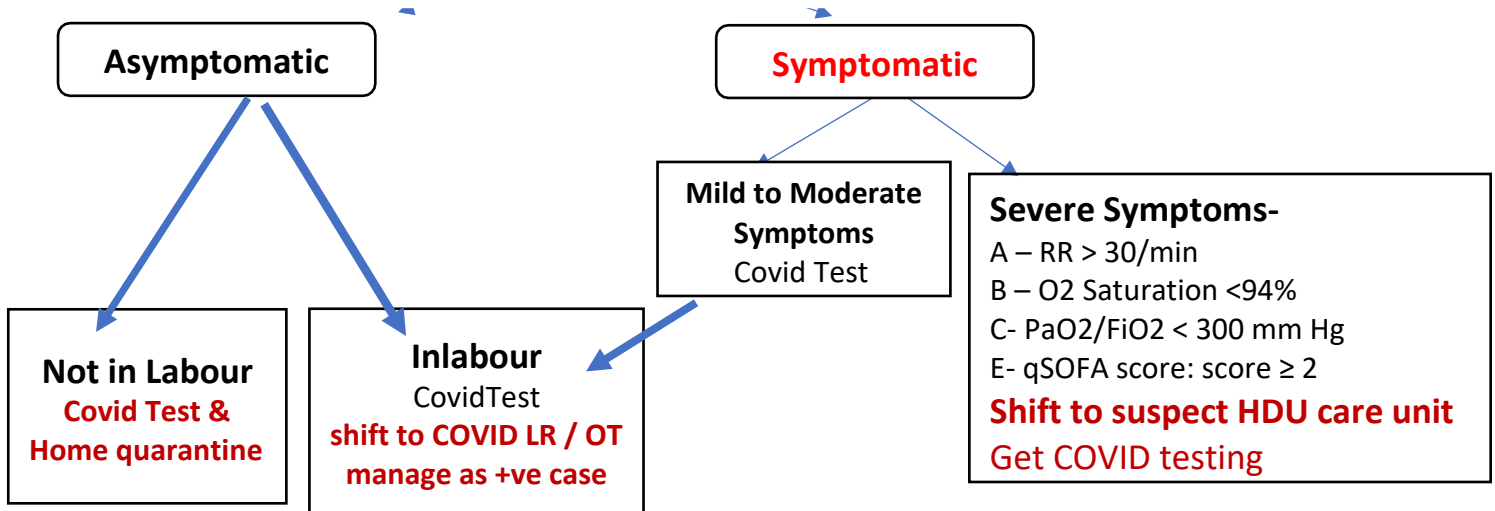 Asymptomatic
Symptomatic
Mild to Moderate
Symptoms
Covid Test
Severe Symptoms-
A – RR > 30/min
B – O2 Saturation <94%
C- PaO2/FiO2 < 300 mm Hg
E- qSOFA score: score ≥ 2
Shift to suspect HDU care unit
Get COVID testing
Not in Labour
Covid Test &
Home quarantine
Inlabour
CovidTest
shift to COVID LR / OT
manage as +ve case